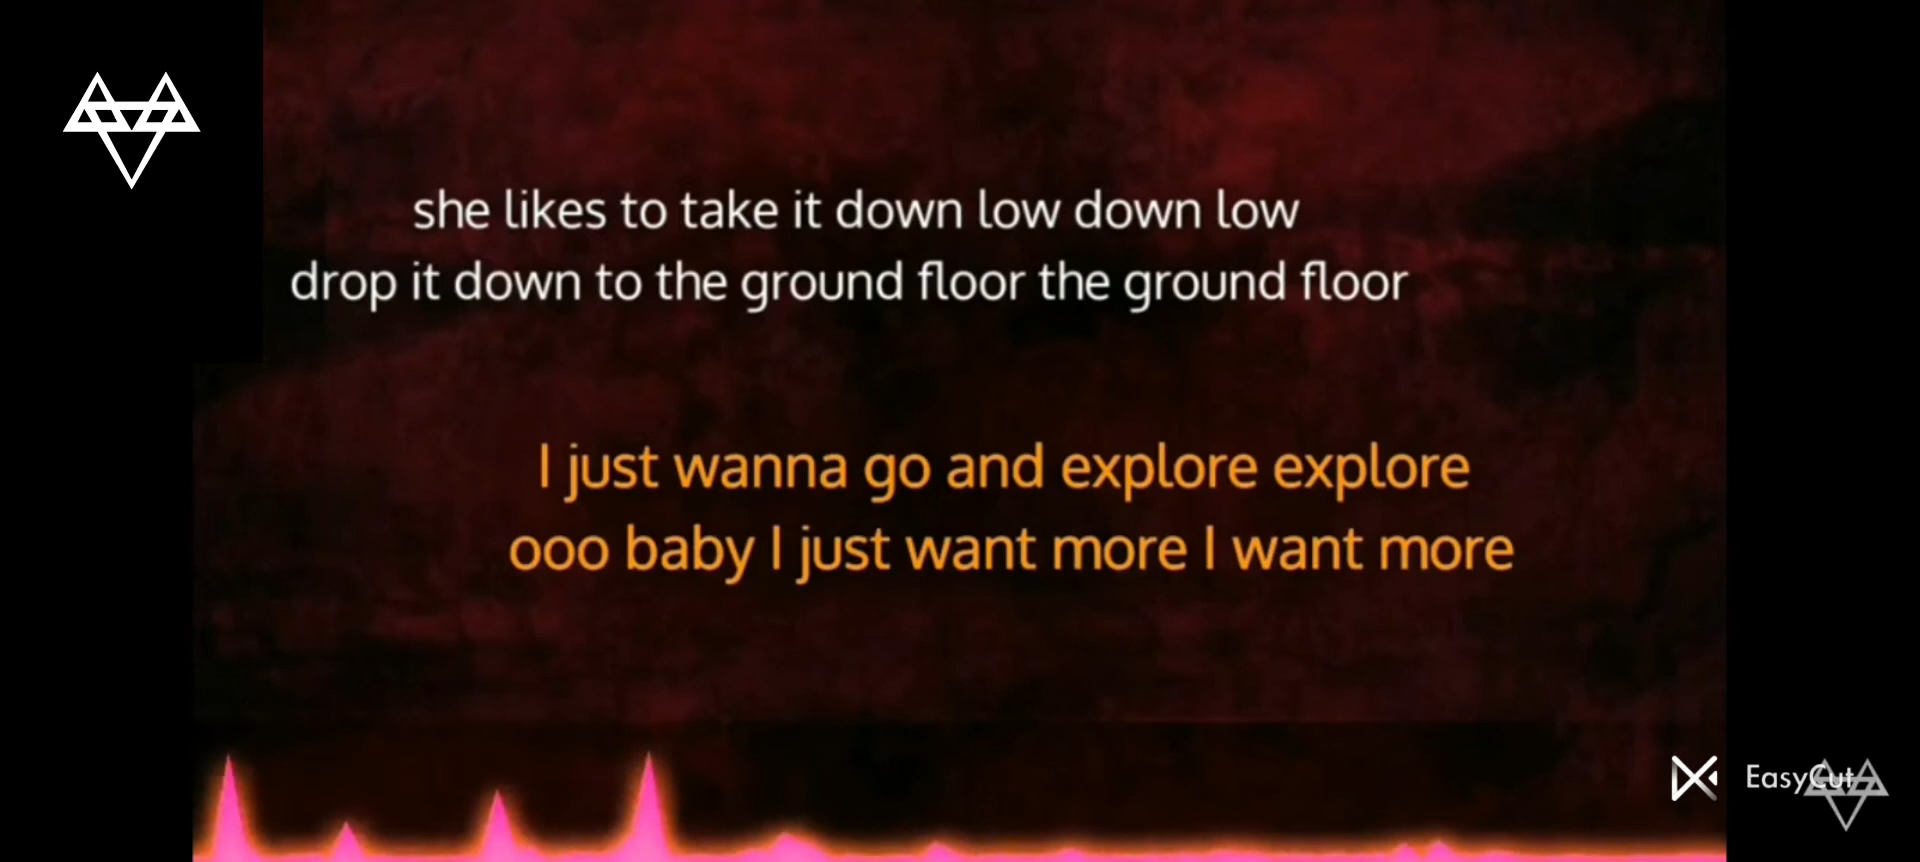 she likes to take it down low down low
drop it down to the ground floor the ground floor
I just wanna go and explore explore
ooo baby I just want more I want more
EasyCut